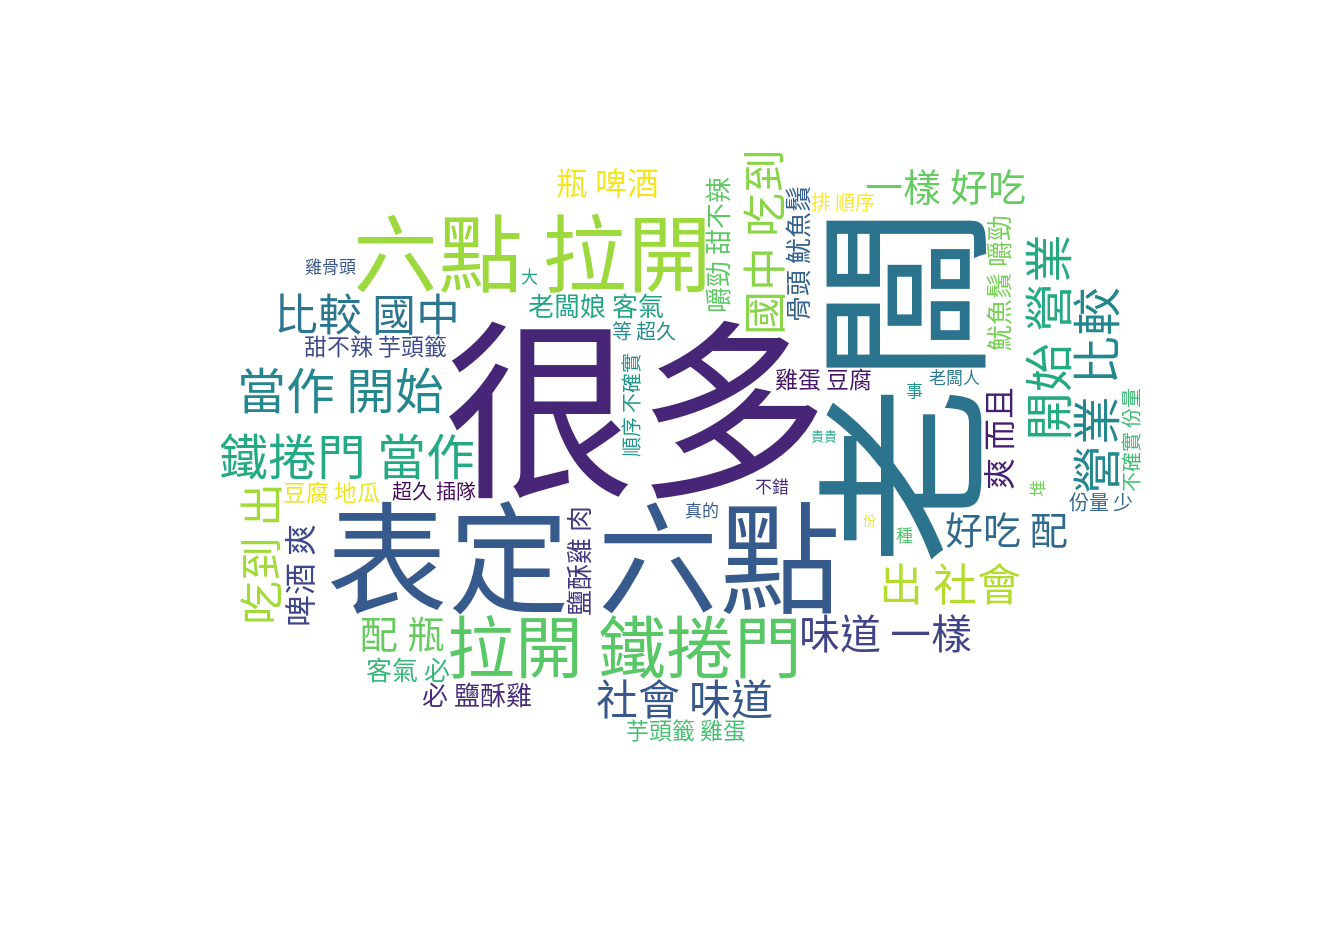 瓶 啤酒
一樣 好吃
排 順序
國中 吃到
嚼勁 甜不辣
骨頭 魷魚鬚
六點 拉開
老闆
魷魚鬚 嚼勁
開始 營業
雞骨頭
大
老闆娘 客氣
等 超久
比較 國中
甜不辣 芋頭籤
很多
順序 不確實
雞蛋 豆腐
事
老闆人
營業 比較
當作 開始
不確實 份量
爽 而且
貴貴
鐵捲門 當作
豆腐 地瓜
超久 插隊
不錯
份量 少
吃到 出
啤酒 爽
表定 六點
鹽酥雞 肉
真的
份
種
好吃 配
出 社會
配 瓶
拉開 鐵捲門
味道 一樣
客氣 必
必 鹽酥雞
社會 味道
芋頭籤 雞蛋